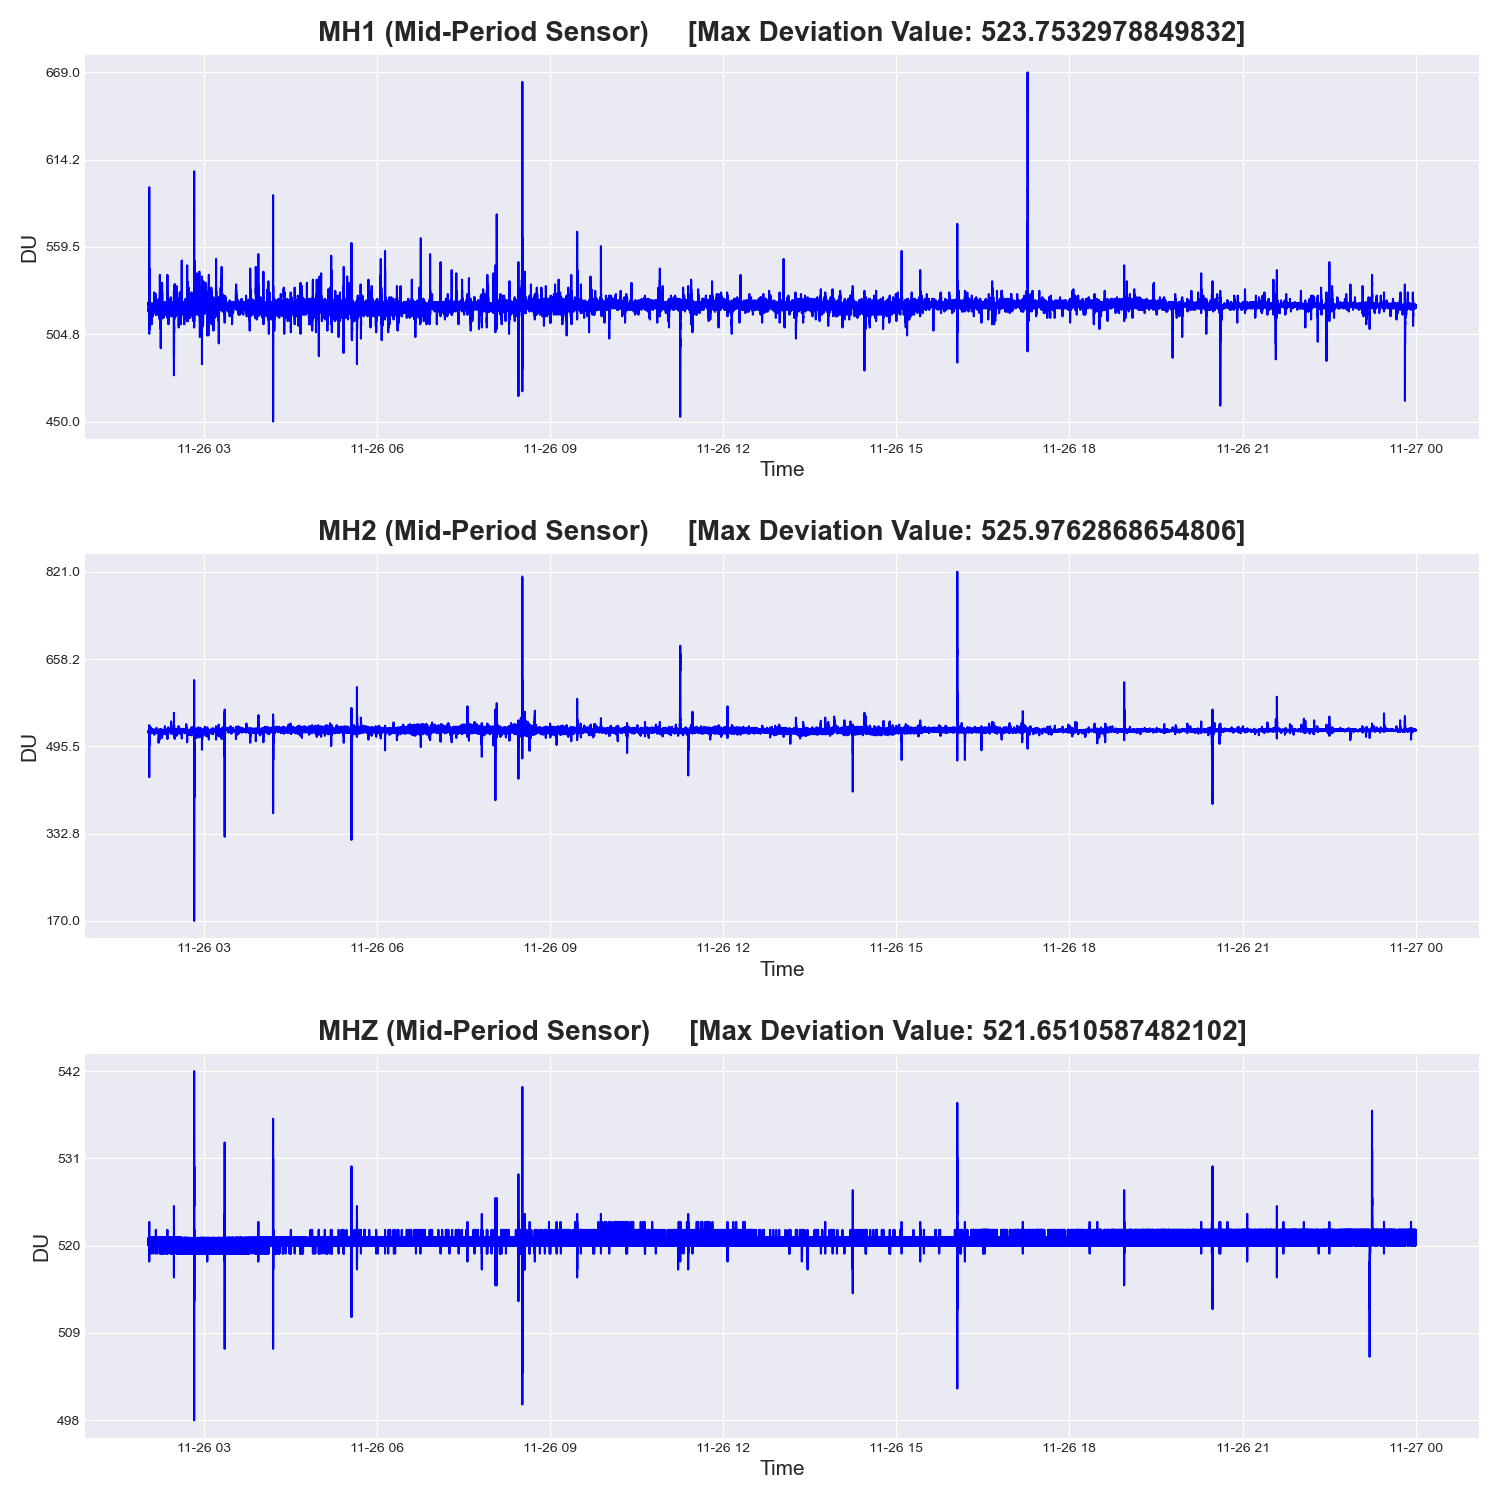 MH1 (Mid-Period Sensor) [Max Deviation Value: 523.7532978849832]
669.0
614.2
559.5
504.8
450.0
DU
11-26 03 11-26 06 11-26 09 11-26 12 11-26 15 11-26 18 11-26 21 11-27 00
Time
MH2 (Mid-Period Sensor) [Max Deviation Value: 525.9762868654806]
821.0
658.2
495.5
332.8
170.0
DU
11-26 03 11-26 06 11-26 09 11-26 12 11-26 15 11-26 18 11-26 21 11-27 00
Time
MHZ (Mid-Period Sensor) [Max Deviation Value: 521.6510587482102]
542
531
520
509
498
DU
11-26 03 11-26 06 11-26 09 11-26 12 11-26 15 11-26 18 11-26 21 11-27 00
Time